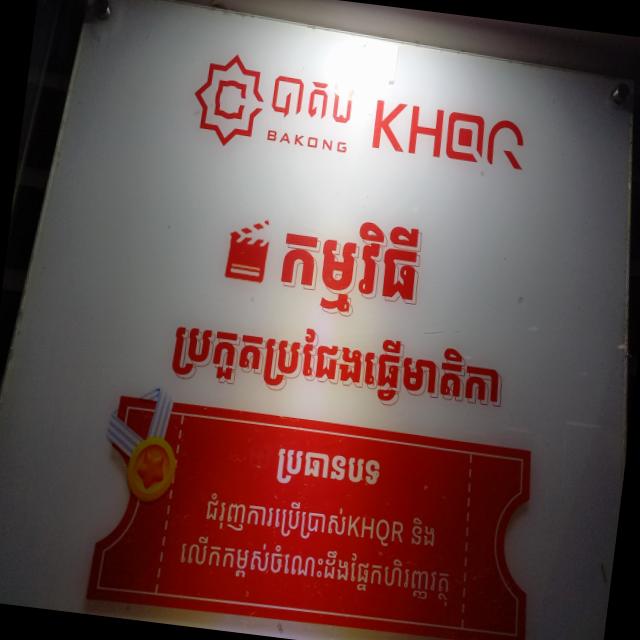 បាគង KHQR
BAKONG
កម្មវិធី
ប្រកួតប្រជែងធ្វើមាតិកា
ប្រធានបទ
ជំរុញការប្រើប្រាស់KHQR និង
លើកកម្ពស់ចំណេះដឹងផ្នែកហិរញ្ញវត្ថុ